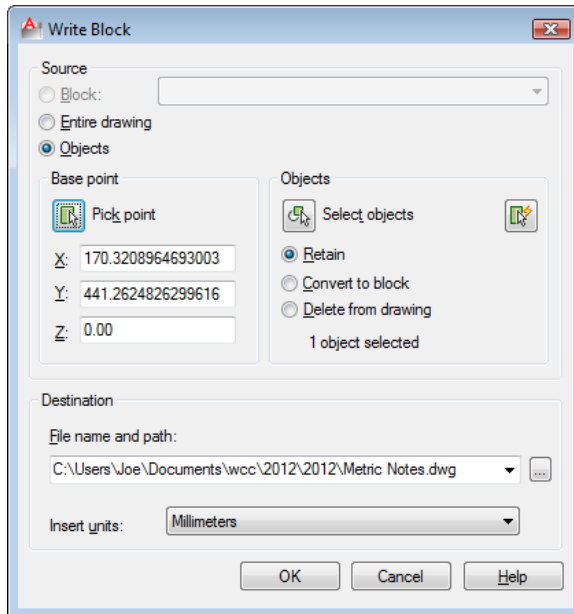 Write Block
Source
Block:
Entire drawing
Objects
Base point
Pick point
X: 170.3208964693003
Y: 441.2624826299616
Z: 0.00
Objects
Select objects
Retain
Convert to block
Delete from drawing
1 object selected
Destination
File name and path:
C:\Users\Joe\Documents\wcc\2012\2012\Metric Notes.dwg
...
Insert units: Millimeters
OK Cancel Help